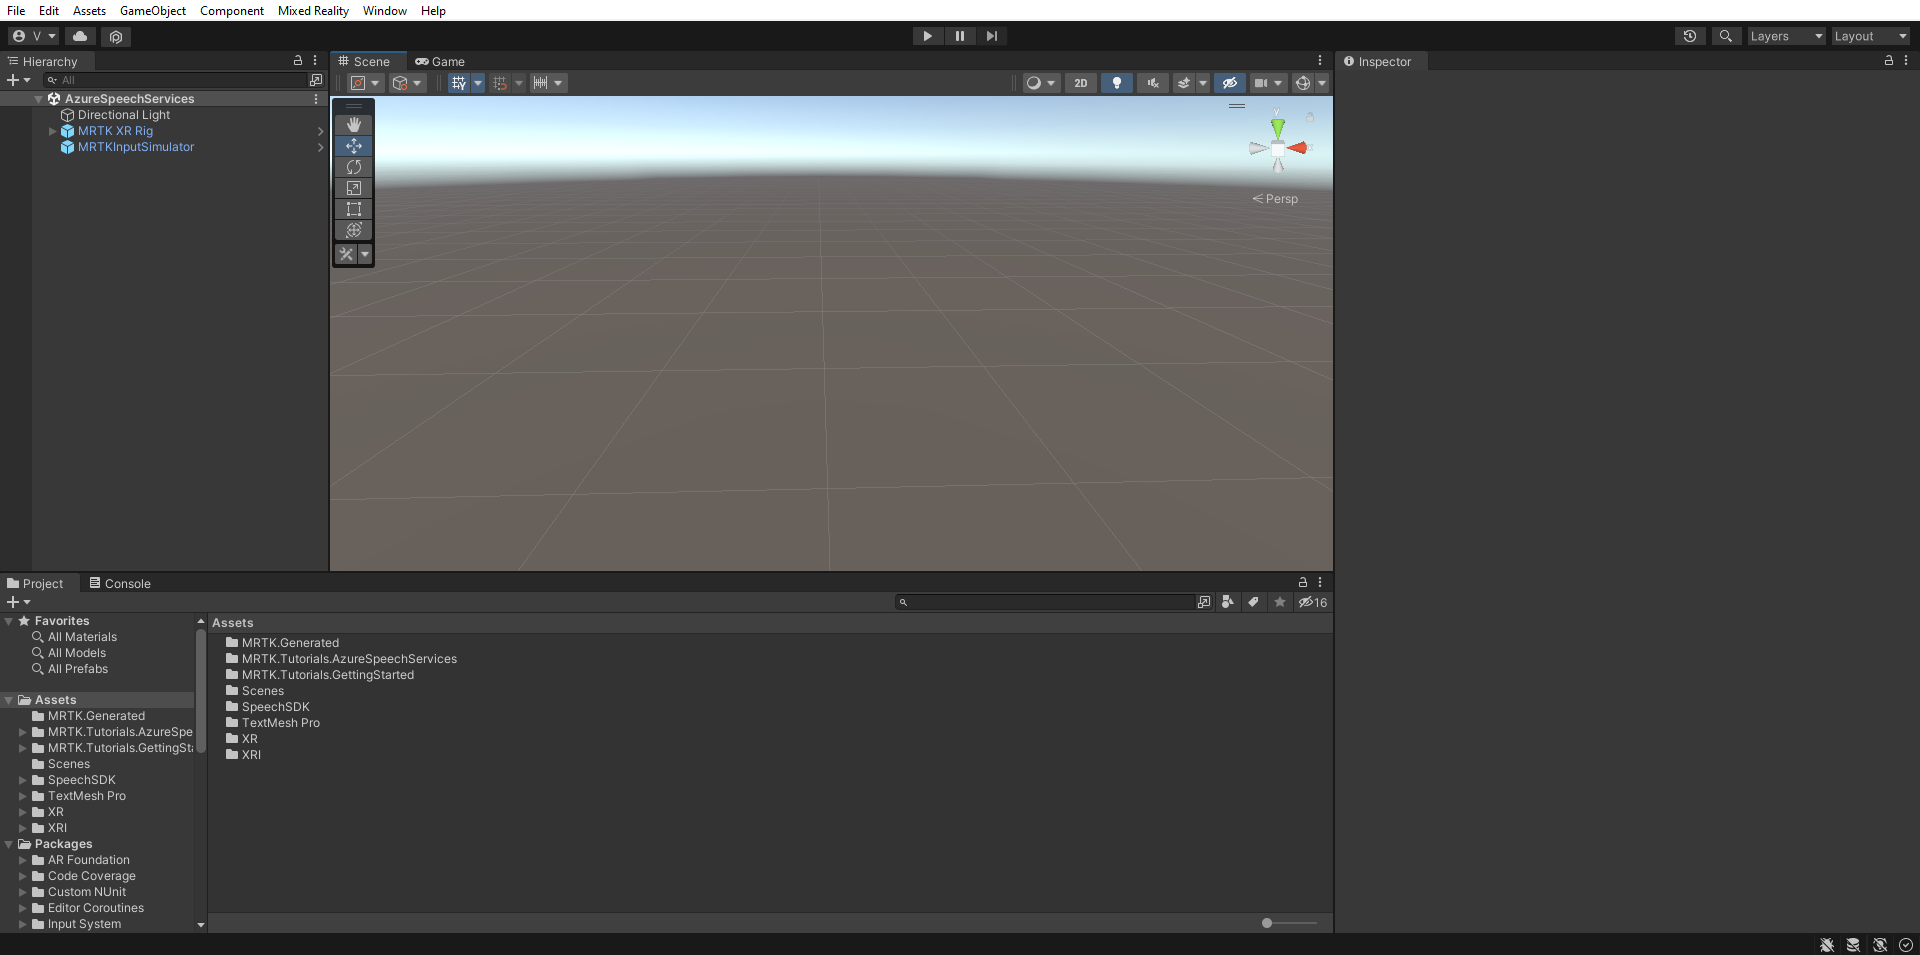 File Edit Assets GameObject Component Mixed Reality Window Help
V
Layers Layout
Hierarchy
All
AzureSpeechServices
Directional Light
MRTK XR Rig
MRTKInputSimulator
Scene Game
2D
y
Persp
Inspector
Project Console
16
Favorites
All Materials
All Models
All Prefabs
Assets
MRTK.Generated
MRTK.Tutorials.AzureSpe
MRTK.Tutorials.GettingSta
Scenes
SpeechSDK
TextMesh Pro
XR
XRI
Packages
AR Foundation
Code Coverage
Custom NUnit
Editor Coroutines
Input System
Assets
MRTK.Generated
MRTK.Tutorials.AzureSpeechServices
MRTK.Tutorials.GettingStarted
Scenes
SpeechSDK
TextMesh Pro
XR
XRI